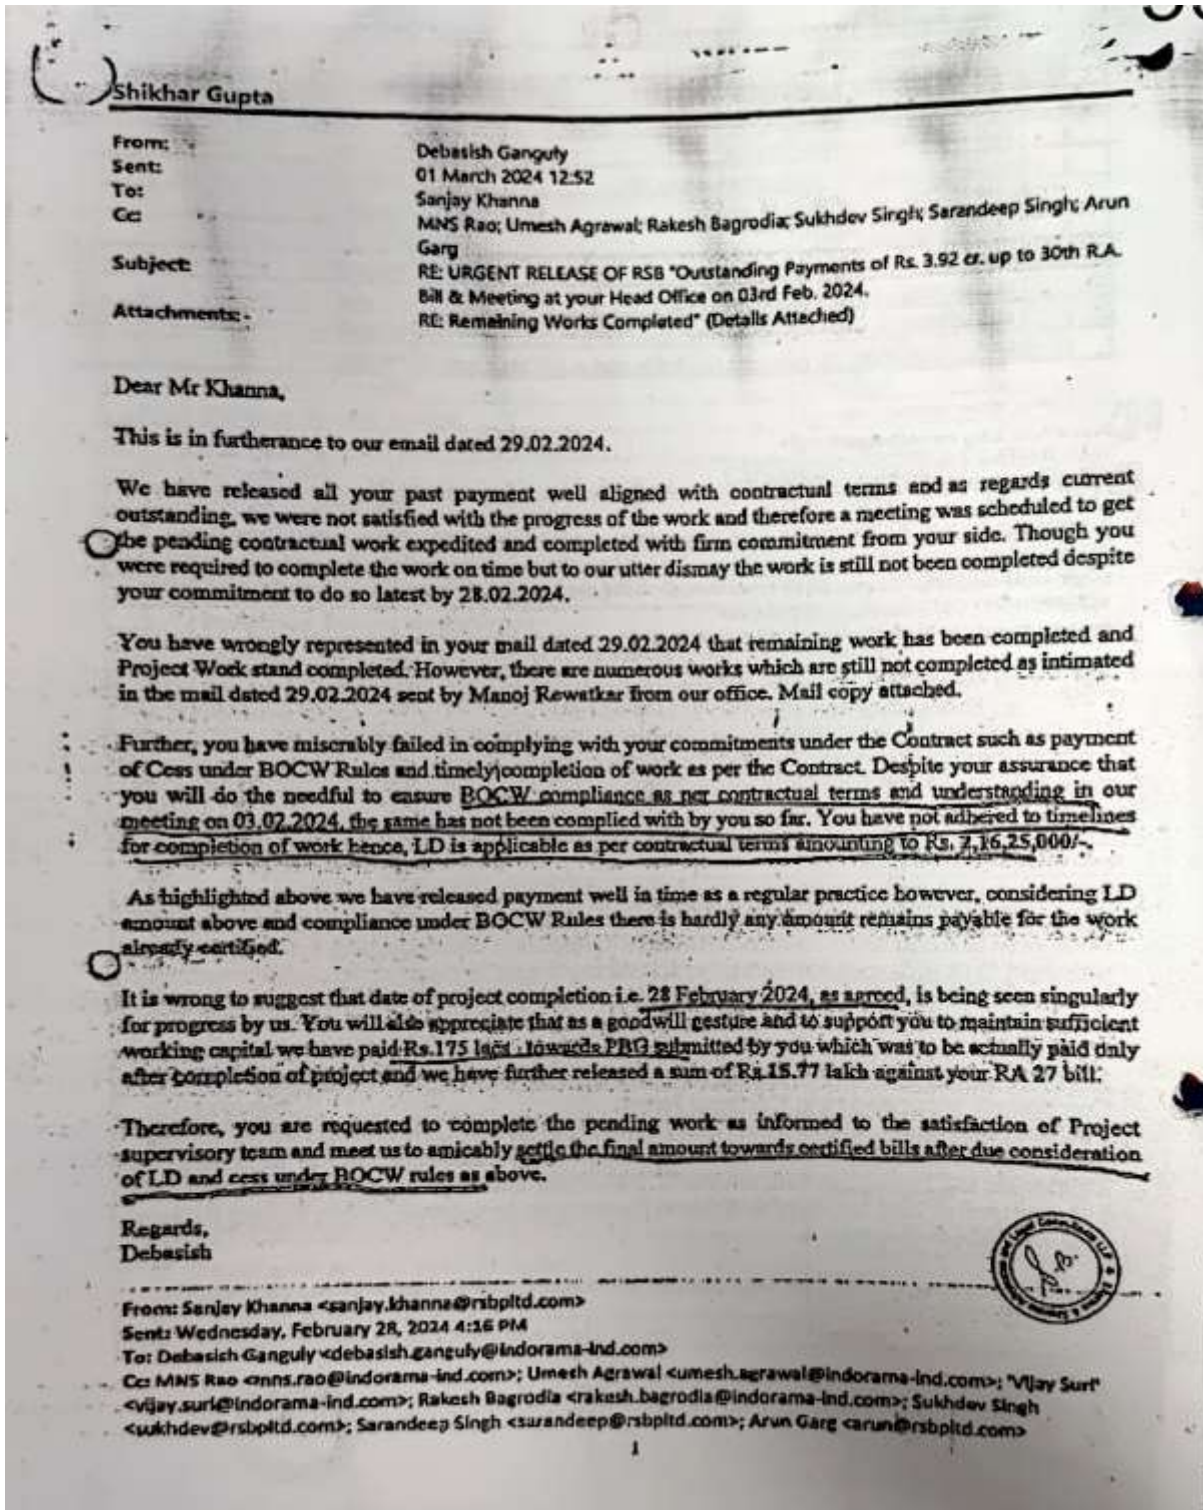 Shikhar Gupta
From:
Debasish Ganguly
Sent:
01 March 2024 12:52
To:
Sanjay Khanna
Cc:
MNS Rao; Umesh Agrawal; Rakesh Bagrodia; Sukhdev Singh; Sarandeep Singh; Arun
Garg
Subject:
RE: URGENT RELEASE OF RSB "Outstanding Payments of Rs. 3.92 cr. up to 30th R.A.
Bill & Meeting at your Head Office on 03rd Feb. 2024.
Attachments:
RE: Remaining Works Completed" (Details Attached)
Dear Mr Khanna,
This is in furtherance to our email dated 29.02.2024.
We have released all your past payment well aligned with contractual terms and as regards current
outstanding, we were not satisfied with the progress of the work and therefore a meeting was scheduled to get
the pending contractual work expedited and completed with firm commitment from your side. Though you
were required to complete the work on time but to our utter dismay the work is still not been completed despite
your commitment to do so latest by 28.02.2024.
You have wrongly represented in your mail dated 29.02.2024 that remaining work has been completed and
Project Work stand completed. However, there are numerous works which are still not completed as intimated
in the mail dated 29.02.2024 sent by Manoj Rewatkar from our office. Mail copy attached.
Further, you have miserably failed in complying with your commitments under the Contract such as payment
of Cess under BOCW Rules and timely completion of work as per the Contract. Despite your assurance that
you will do the needful to ensure BOCW compliance as per contractual terms and understanding in our
meeting on 03.02.2024, the same has not been complied with by you so far. You have not adhered to timelines
for completion of work hence, LD is applicable as per contractual terms amounting to Rs. 2,16,25,000/-.
As highlighted above we have released payment well in time as a regular practice however, considering LD
amount above and compliance under BOCW Rules there is hardly any amount remains payable for the work
already certified.
It is wrong to suggest that date of project completion i.e. 28 February 2024, as agreed, is being seen singularly
for progress by us. You will also appreciate that as a goodwill gesture and to support you to maintain sufficient
working capital we have paid Rs.175 lacs towards PBG submitted by you which was to be actually paid only
after completion of project and we have further released a sum of Rs.15.77 lakh against your RA 27 bill.
Therefore, you are requested to complete the pending work as informed to the satisfaction of Project
supervisory team and meet us to amicably settle the final amount towards certified bills after due consideration
of LD and cess under BOCW rules as above.
Regards,
Debasish
From: Sanjay Khanna <sanjay.khanna@rsbpltd.com>
Sent: Wednesday, February 28, 2024 4:16 PM
To: Debasish Ganguly <debasish.ganguly@indorama-ind.com>
Cc: MNS Rao <mns.rao@indorama-ind.com>; Umesh Agrawal <umesh.agrawal@indorama-ind.com>; 'Vijay Suri'
<vijay.suri@indorama-ind.com>; Rakesh Bagrodia <rakesh.bagrodia@indorama-ind.com>; Sukhdev Singh
<sukhdev@rsbpltd.com>; Sarandeep Singh <sarandeep@rsbpltd.com>; Arun Garg <arun@rsbpltd.com>
1